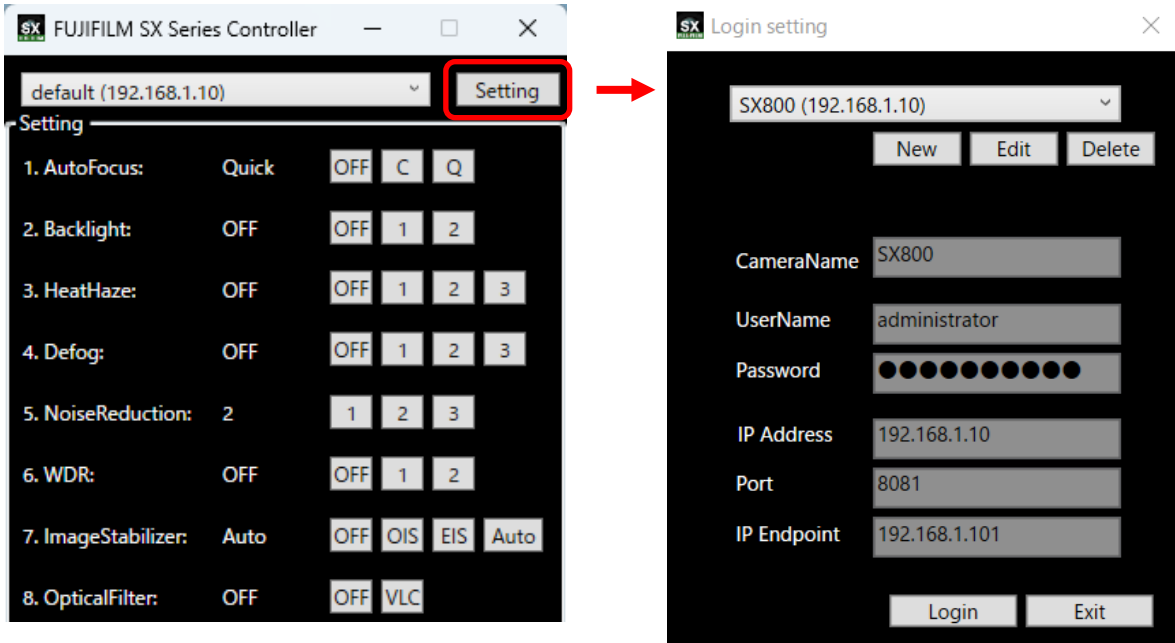 SX FUJIFILM SX Series Controller
default (192.168.1.10) Setting
Setting
1. AutoFocus: Quick OFF C Q
2. Backlight: OFF OFF 1 2
3. HeatHaze: OFF OFF 1 2 3
4. Defog: OFF OFF 1 2 3
5. NoiseReduction: 2 1 2 3
6. WDR: OFF OFF 1 2
7. ImageStabilizer: Auto OFF OIS EIS Auto
8. OpticalFilter: OFF OFF VLC
SX Login setting
SX800 (192.168.1.10)
New Edit Delete
CameraName SX800
UserName administrator
Password ●●●●●●●●●●
IP Address 192.168.1.10
Port 8081
IP Endpoint 192.168.1.101
Login Exit